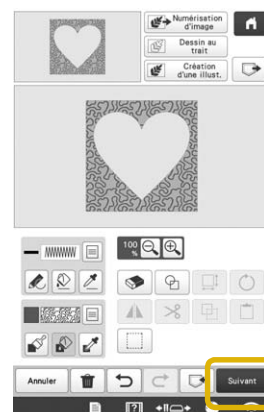 Numérisation
d'image
Dessin au
trait
Création
d'une illust.
100
%
Annuler
Suivant